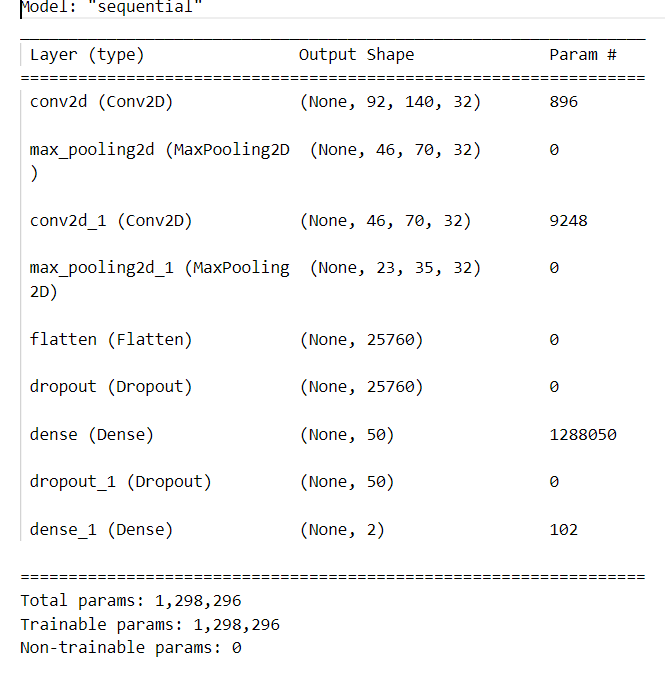 Model: "sequential"
_________________________________________________________________
Layer (type) Output Shape Param #
=================================================================
conv2d (Conv2D) (None, 92, 140, 32) 896
max_pooling2d (MaxPooling2D (None, 46, 70, 32) 0
)
conv2d_1 (Conv2D) (None, 46, 70, 32) 9248
max_pooling2d_1 (MaxPooling (None, 23, 35, 32) 0
2D)
flatten (Flatten) (None, 25760) 0
dropout (Dropout) (None, 25760) 0
dense (Dense) (None, 50) 1288050
dropout_1 (Dropout) (None, 50) 0
dense_1 (Dense) (None, 2) 102
=================================================================
Total params: 1,298,296
Trainable params: 1,298,296
Non-trainable params: 0